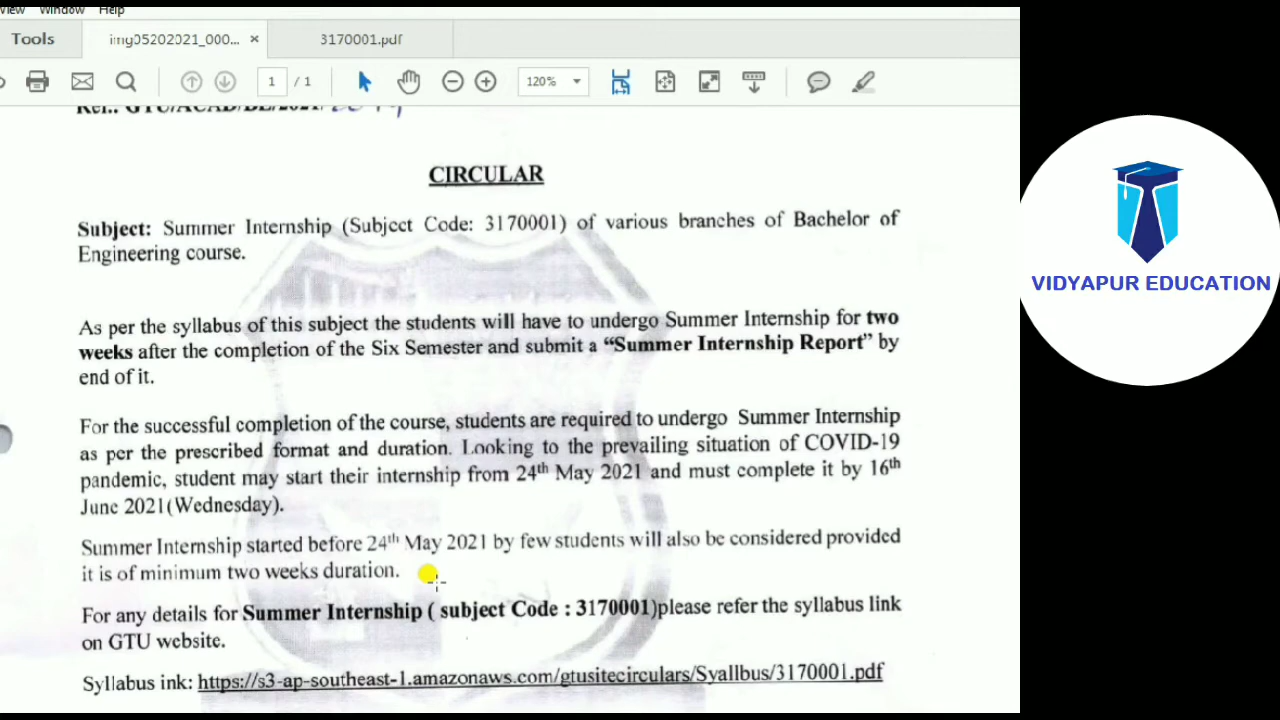 View Window Help
Tools
img05202021_000... ×
3170001.pdf
1 / 1
120%
Ref.: GTU/ACAD/BE/2021/
CIRCULAR
Subject: Summer Internship (Subject Code: 3170001) of various branches of Bachelor of
Engineering course.
As per the syllabus of this subject the students will have to undergo Summer Internship for two
weeks after the completion of the Six Semester and submit a “Summer Internship Report” by
end of it.
For the successful completion of the course, students are required to undergo Summer Internship
as per the prescribed format and duration. Looking to the prevailing situation of COVID-19
pandemic, student may start their internship from 24th May 2021 and must complete it by 16th
June 2021(Wednesday).
Summer Internship started before 24th May 2021 by few students will also be considered provided
it is of minimum two weeks duration.
For any details for Summer Internship ( subject Code : 3170001)please refer the syllabus link
on GTU website.
Syllabus ink: https://s3-ap-southeast-1.amazonaws.com/gtusitecirculars/Syallbus/3170001.pdf
VIDYAPUR EDUCATION